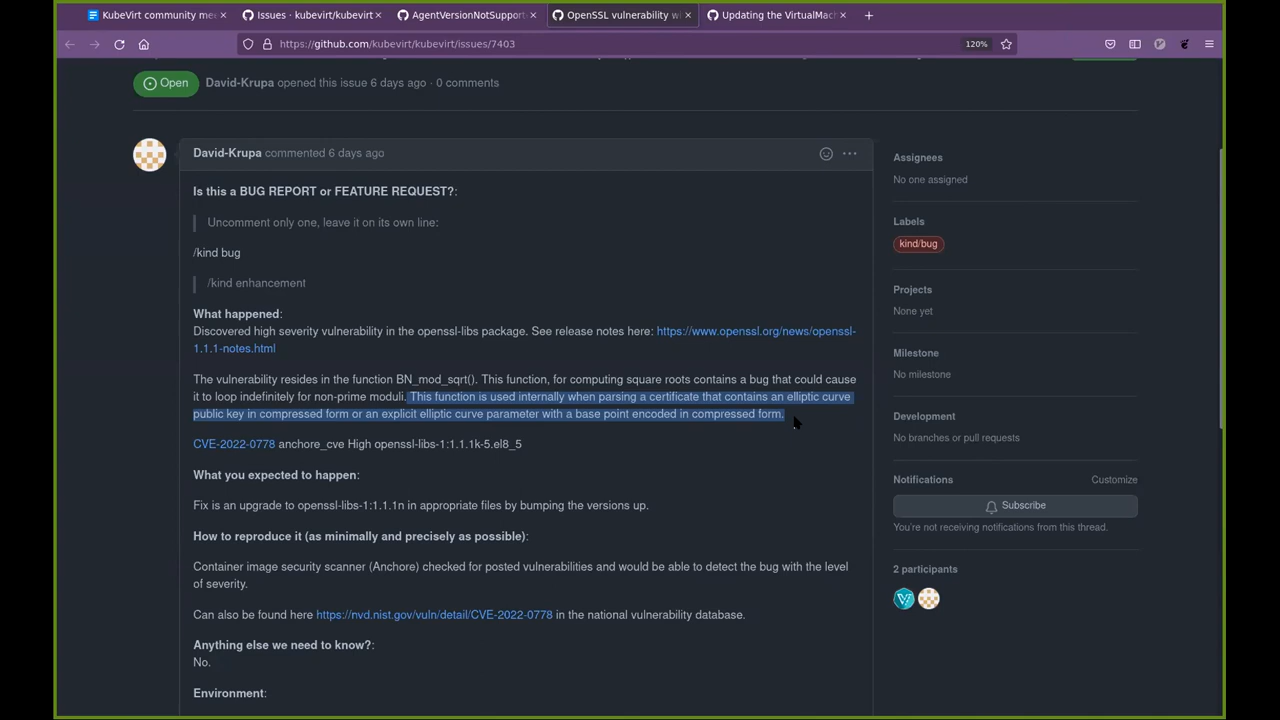 KubeVirt community me
Issues · kubevirt/kubevirt
AgentVersionNotSupport
OpenSSL vulnerability wi
Updating the VirtualMach
https://github.com/kubevirt/kubevirt/issues/7403
120%
Open
David-Krupa opened this issue 6 days ago · 0 comments
David-Krupa commented 6 days ago
Is this a BUG REPORT or FEATURE REQUEST?:
Uncomment only one, leave it on its own line:
/kind bug
/kind enhancement
What happened:
Discovered high severity vulnerability in the openssl-libs package. See release notes here: https://www.openssl.org/news/openssl-
1.1.1-notes.html
The vulnerability resides in the function BN_mod_sqrt(). This function, for computing square roots contains a bug that could cause
it to loop indefinitely for non-prime moduli. This function is used internally when parsing a certificate that contains an elliptic curve
public key in compressed form or an explicit elliptic curve parameter with a base point encoded in compressed form.
CVE-2022-0778 anchore_cve High openssl-libs-1:1.1.1k-5.el8_5
What you expected to happen:
Fix is an upgrade to openssl-libs-1:1.1.1n in appropriate files by bumping the versions up.
How to reproduce it (as minimally and precisely as possible):
Container image security scanner (Anchore) checked for posted vulnerabilities and would be able to detect the bug with the level
of severity.
Can also be found here https://nvd.nist.gov/vuln/detail/CVE-2022-0778 in the national vulnerability database.
Anything else we need to know?:
No.
Environment:
Assignees
No one assigned
Labels
kind/bug
Projects
None yet
Milestone
No milestone
Development
No branches or pull requests
Notifications
Customize
Subscribe
You're not receiving notifications from this thread.
2 participants